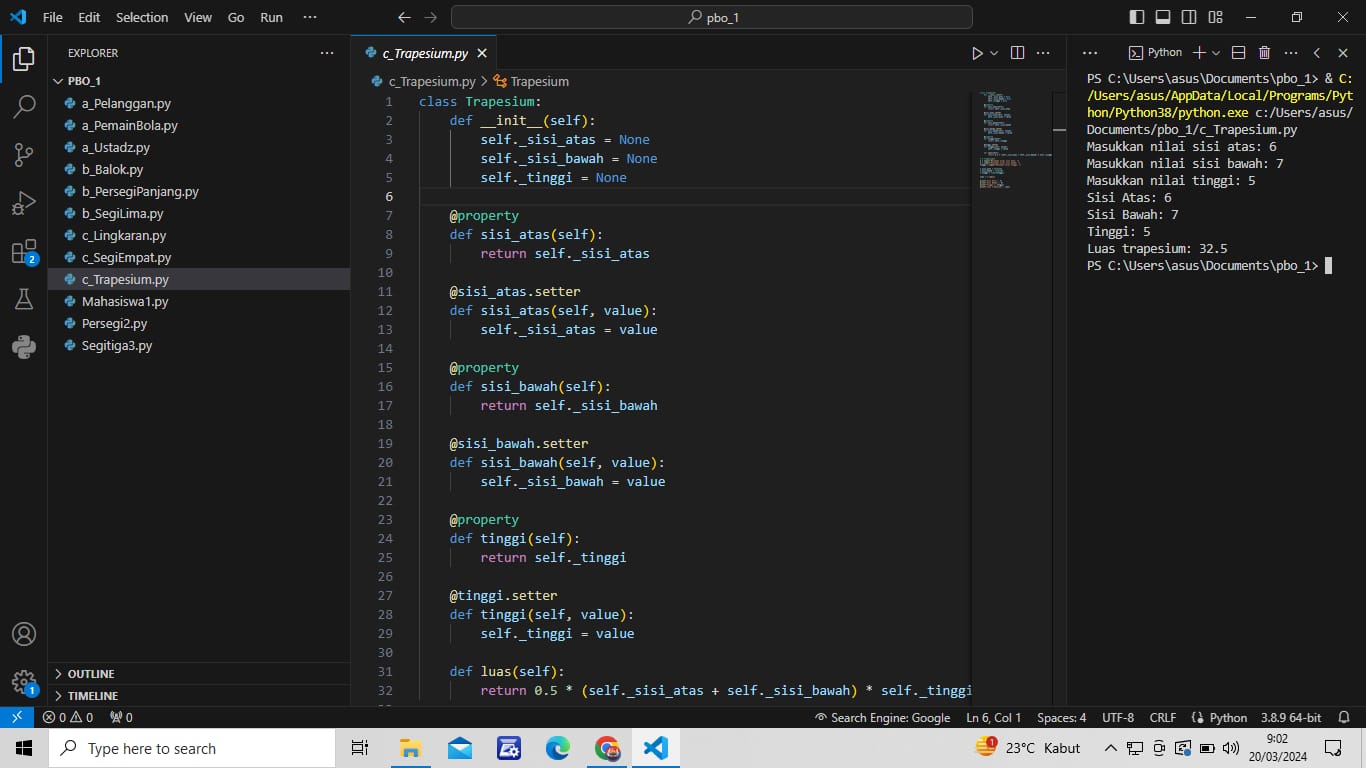 File Edit Selection View Go Run ···
pbo_1
EXPLORER ···
PBO_1
a_Pelanggan.py
a_PemainBola.py
a_Ustadz.py
b_Balok.py
b_PersegiPanjang.py
b_SegiLima.py
c_Lingkaran.py
c_SegiEmpat.py
c_Trapesium.py
Mahasiswa1.py
Persegi2.py
Segitiga3.py
OUTLINE
TIMELINE
2
1
c_Trapesium.py
c_Trapesium.py > Trapesium
1 class Trapesium:
2 def __init__(self):
3 self._sisi_atas = None
4 self._sisi_bawah = None
5 self._tinggi = None
6
7 @property
8 def sisi_atas(self):
9 return self._sisi_atas
10
11 @sisi_atas.setter
12 def sisi_atas(self, value):
13 self._sisi_atas = value
14
15 @property
16 def sisi_bawah(self):
17 return self._sisi_bawah
18
19 @sisi_bawah.setter
20 def sisi_bawah(self, value):
21 self._sisi_bawah = value
22
23 @property
24 def tinggi(self):
25 return self._tinggi
26
27 @tinggi.setter
28 def tinggi(self, value):
29 self._tinggi = value
30
31 def luas(self):
32 return 0.5 * (self._sisi_atas + self._sisi_bawah) * self._tinggi
Python
PS C:\Users\asus\Documents\pbo_1> & C:
/Users/asus/AppData/Local/Programs/Pyt
hon/Python38/python.exe c:/Users/asus/
Documents/pbo_1/c_Trapesium.py
Masukkan nilai sisi atas: 6
Masukkan nilai sisi bawah: 7
Masukkan nilai tinggi: 5
Sisi Atas: 6
Sisi Bawah: 7
Tinggi: 5
Luas trapesium: 32.5
PS C:\Users\asus\Documents\pbo_1>
0 0 0 Search Engine: Google Ln 6, Col 1 Spaces: 4 UTF-8 CRLF Python 3.8.9 64-bit
Type here to search
1
23°C Kabut
9:02
20/03/2024